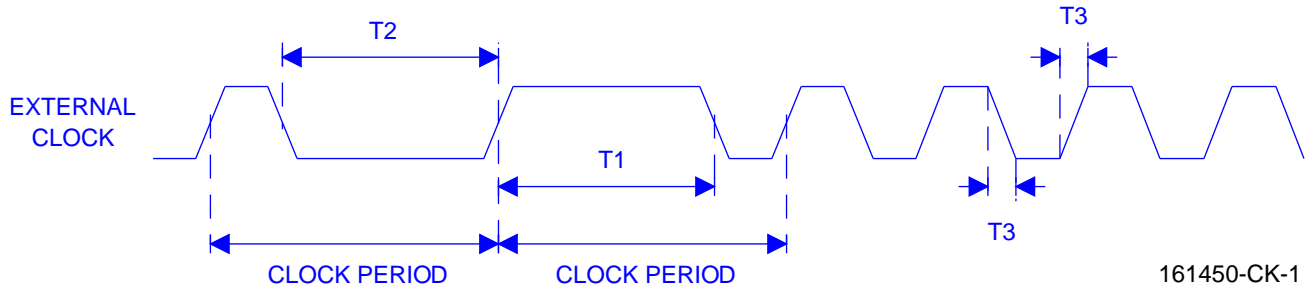 T2
T3
EXTERNAL
CLOCK
T1
T3
CLOCK PERIOD
CLOCK PERIOD
161450-CK-1